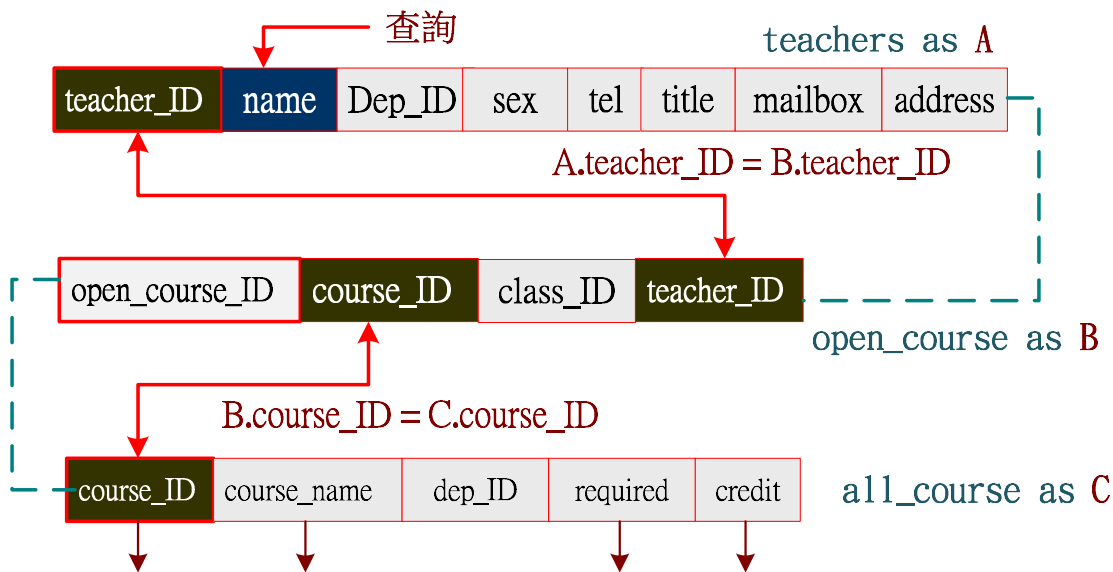 查詢
teachers as A
teacher_ID name Dep_ID sex tel title mailbox address
A.teacher_ID = B.teacher_ID
open_course_ID course_ID class_ID teacher_ID
open_course as B
B.course_ID = C.course_ID
course_ID course_name dep_ID required credit
all_course as C